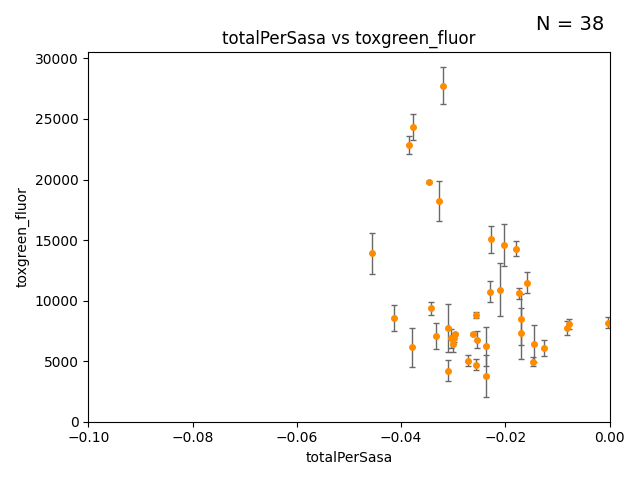 N = 38
totalPerSasa vs toxgreen_fluor
30000
25000
20000
15000
10000
5000
0
toxgreen_fluor
−0.10 −0.08 −0.06 −0.04 −0.02 0.00
totalPerSasa